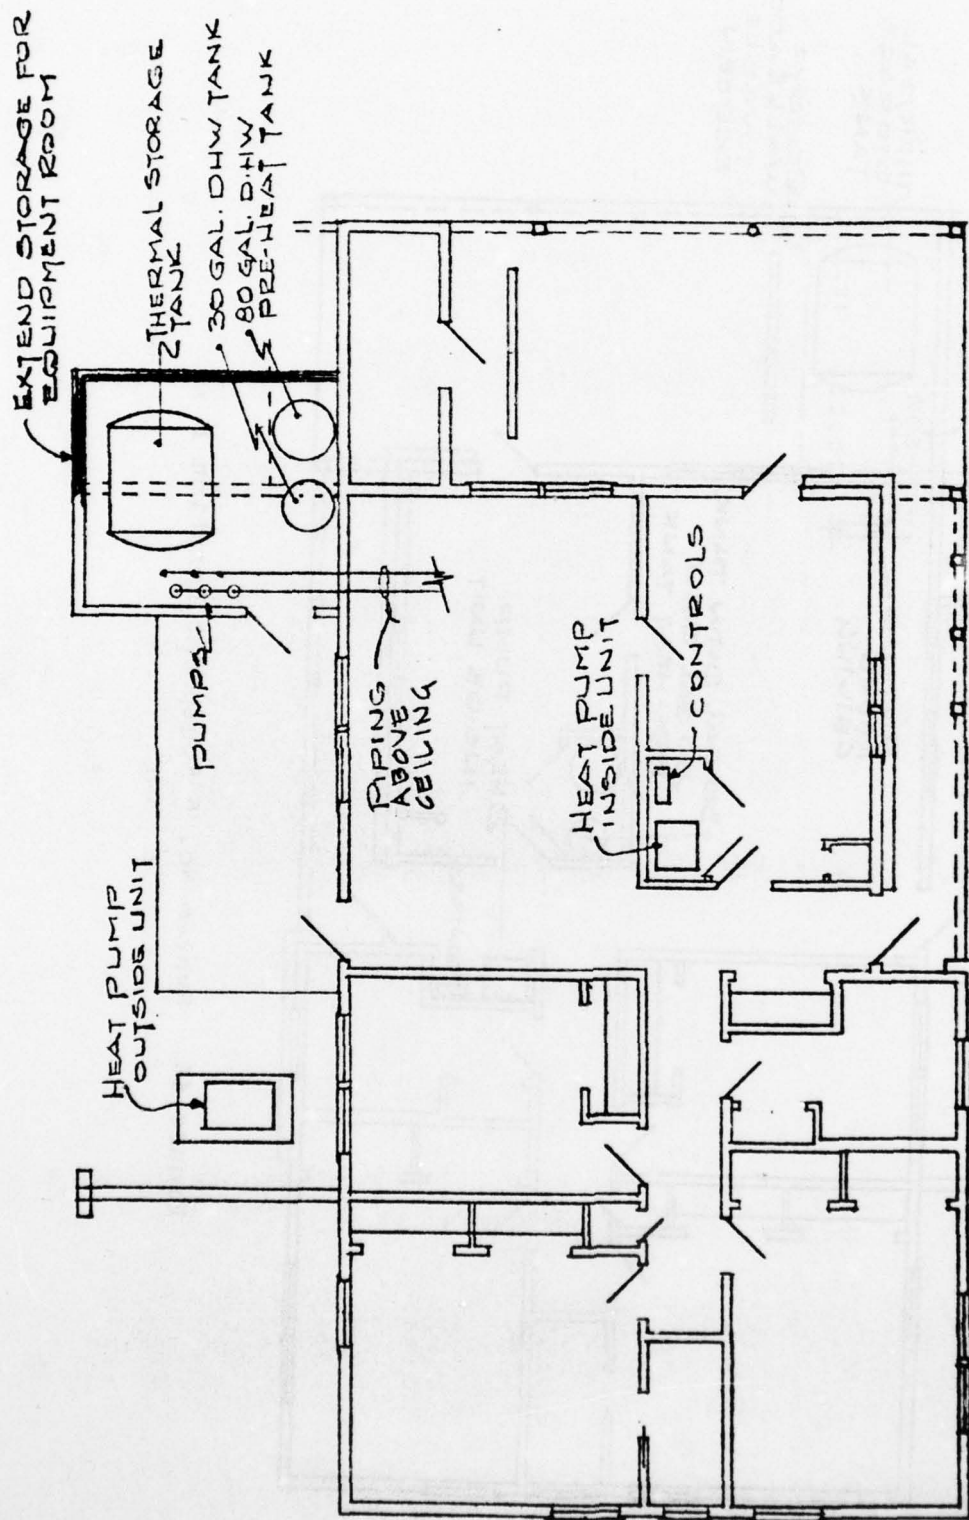 EXTEND STORAGE FOR
EQUIPMENT ROOM
THERMAL STORAGE
TANK
30 GAL. DHW TANK
80 GAL. DHW
PRE-HEAT TANK
PUMPS
PIPING
ABOVE
CEILING
HEAT PUMP
INSIDE UNIT
CONTROLS
HEAT PUMP
OUTSIDE UNIT